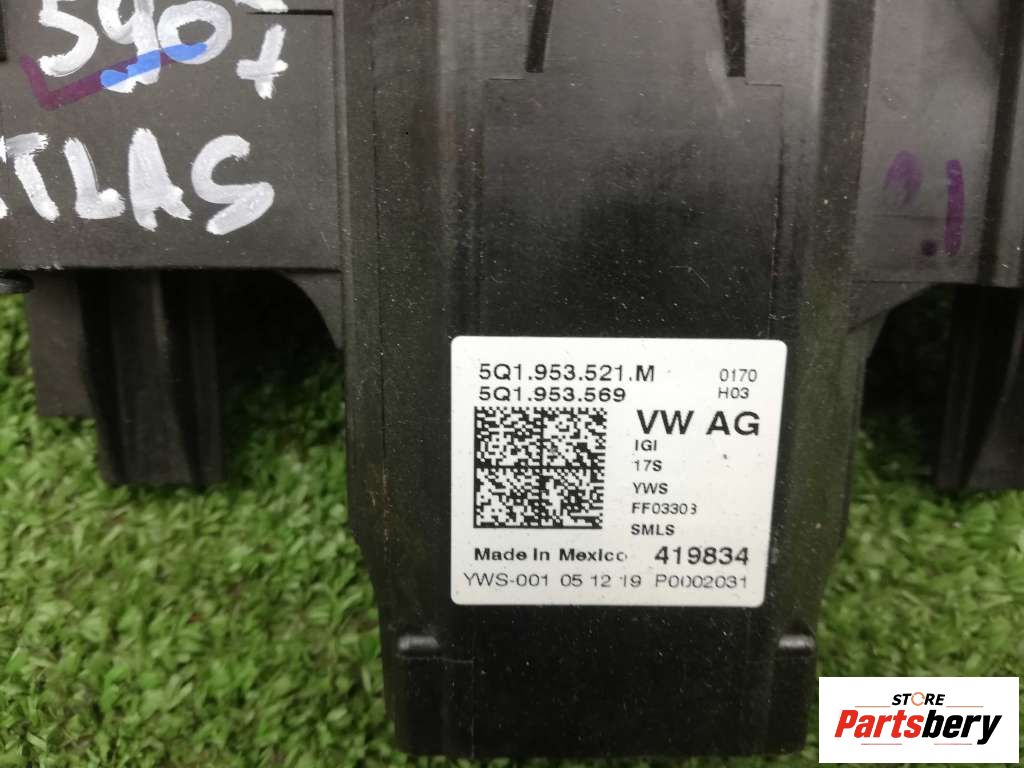 590
ATLAS
5Q1.953.521.M 0170
5Q1.953.569 H03
VW AG
IGI
17S
YWS
FF03303
SMLS
Made in Mexico 419834
YWS-001 05 12 19 P0002031
STORE
Partsbery